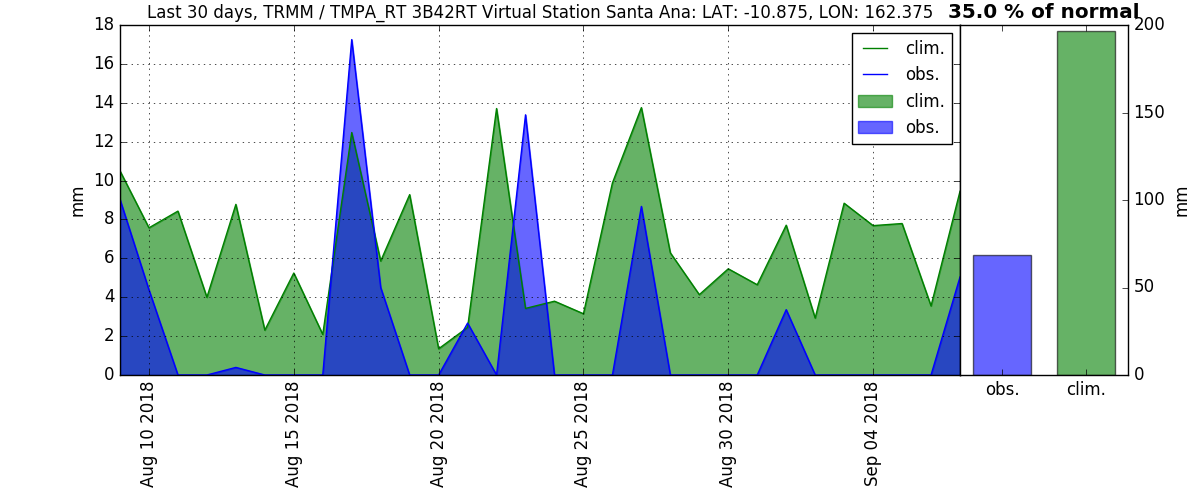 Last 30 days, TRMM / TMPA_RT 3B42RT Virtual Station Santa Ana: LAT: -10.875, LON: 162.375
35.0 % of normal
18
16
14
12
10
8
6
4
2
0
mm
clim.
obs.
clim.
obs.
Aug 10 2018
Aug 15 2018
Aug 20 2018
Aug 25 2018
Aug 30 2018
Sep 04 2018
200
150
100
50
0
mm
obs.
clim.